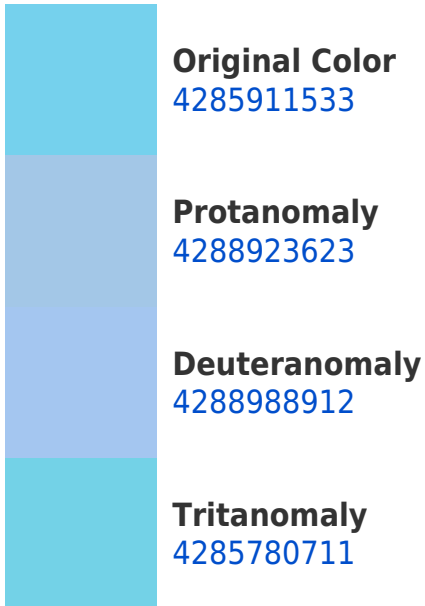 Original Color
4285911533
Protanomaly
4288923623
Deuteranomaly
4288988912
Tritanomaly
4285780711